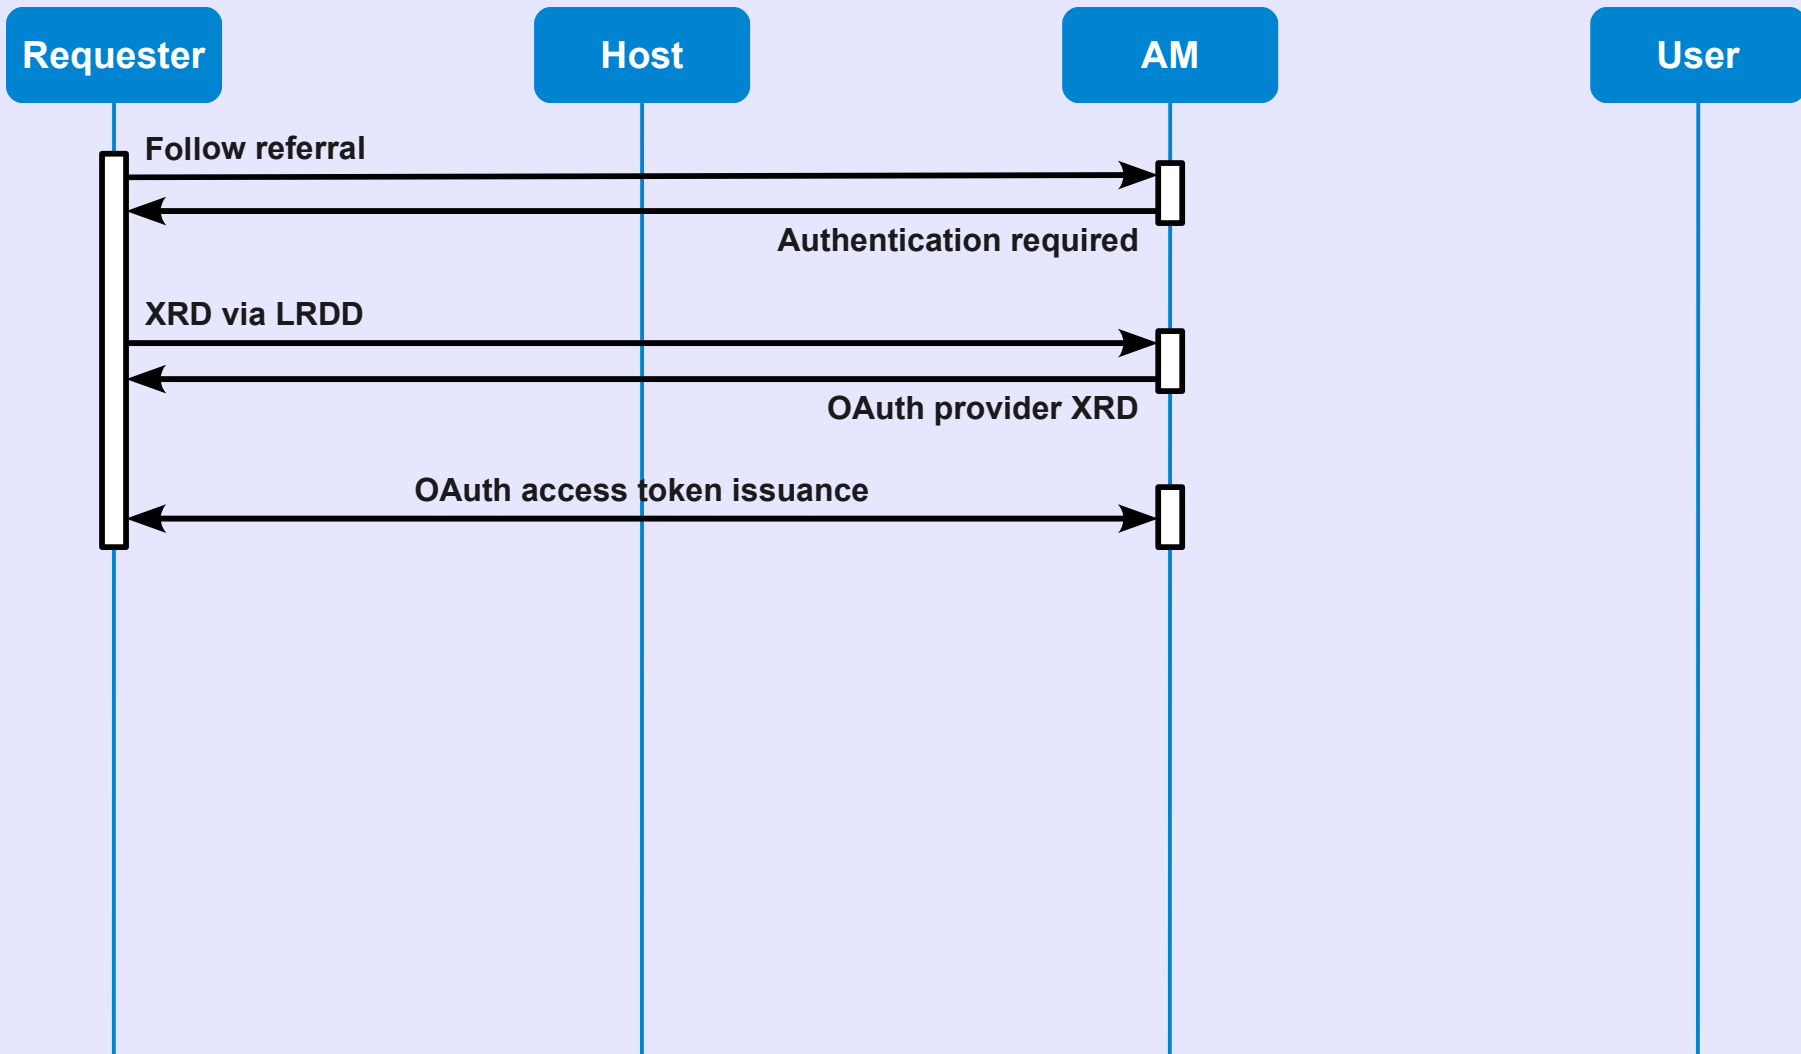 Requester
Host
AM
User
Follow referral
Authentication required
XRD via LRDD
OAuth provider XRD
OAuth access token issuance